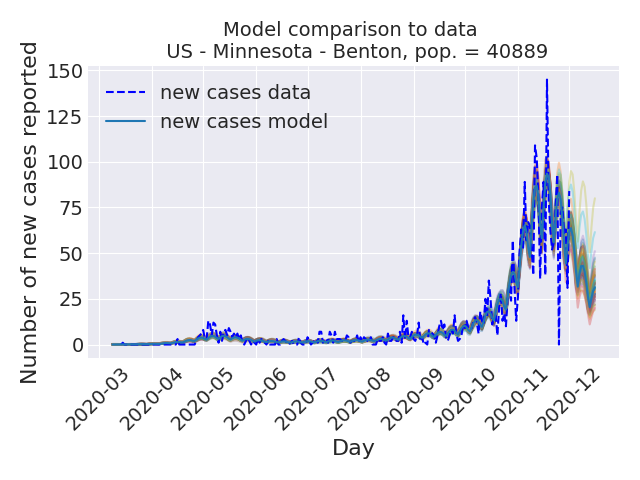 Model comparison to data
US - Minnesota - Benton, pop. = 40889
Number of new cases reported
150
125
100
75
50
25
0
new cases data
new cases model
2020-03
2020-04
2020-05
2020-06
2020-07
2020-08
2020-09
2020-10
2020-11
2020-12
Day